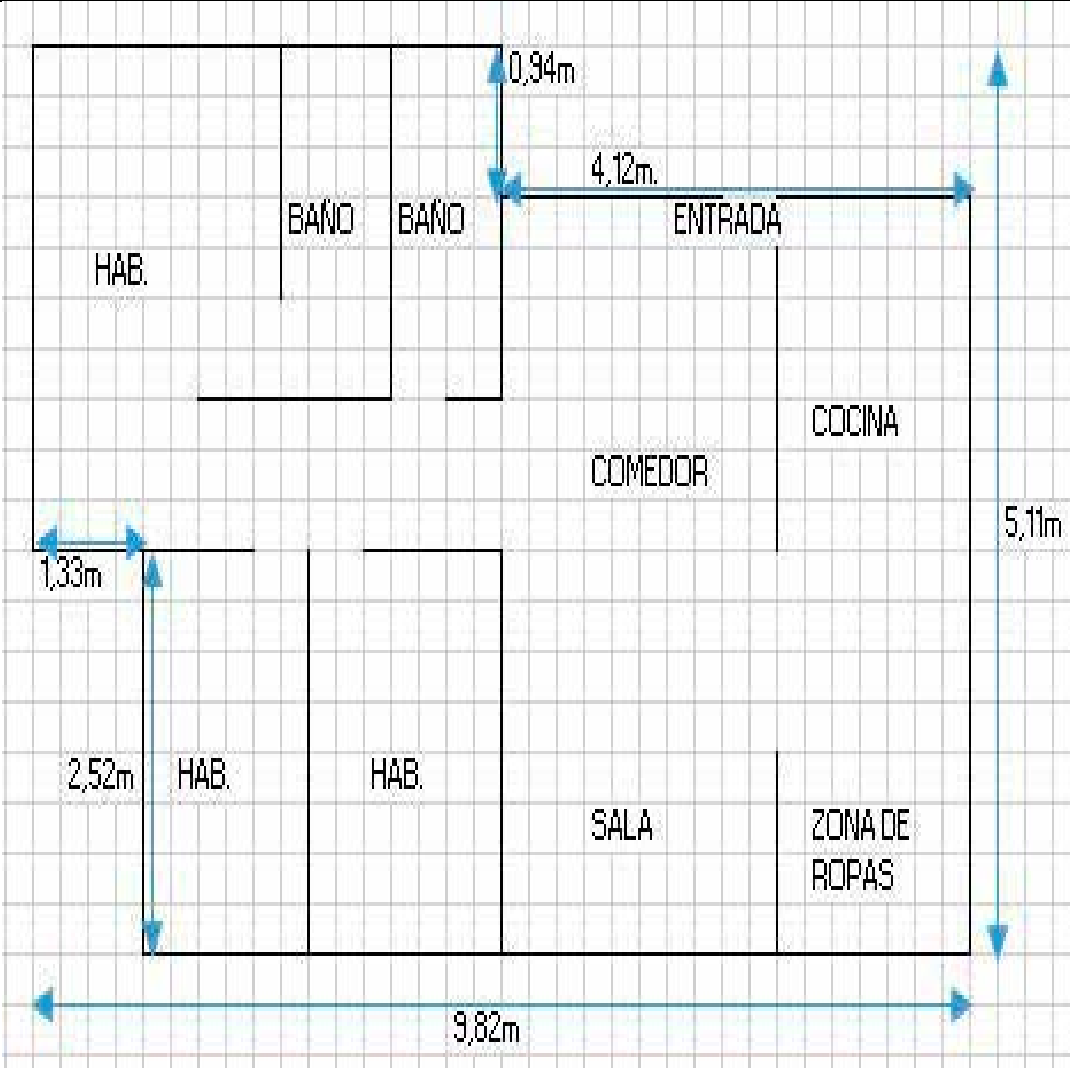 0,94m
4,12m.
ENTRADA
BAÑO
BAÑO
HAB.
COCINA
COMEDOR
5,11m
1,33m
2,52m
HAB.
HAB.
SALA
ZONA DE
ROPAS
9,82m